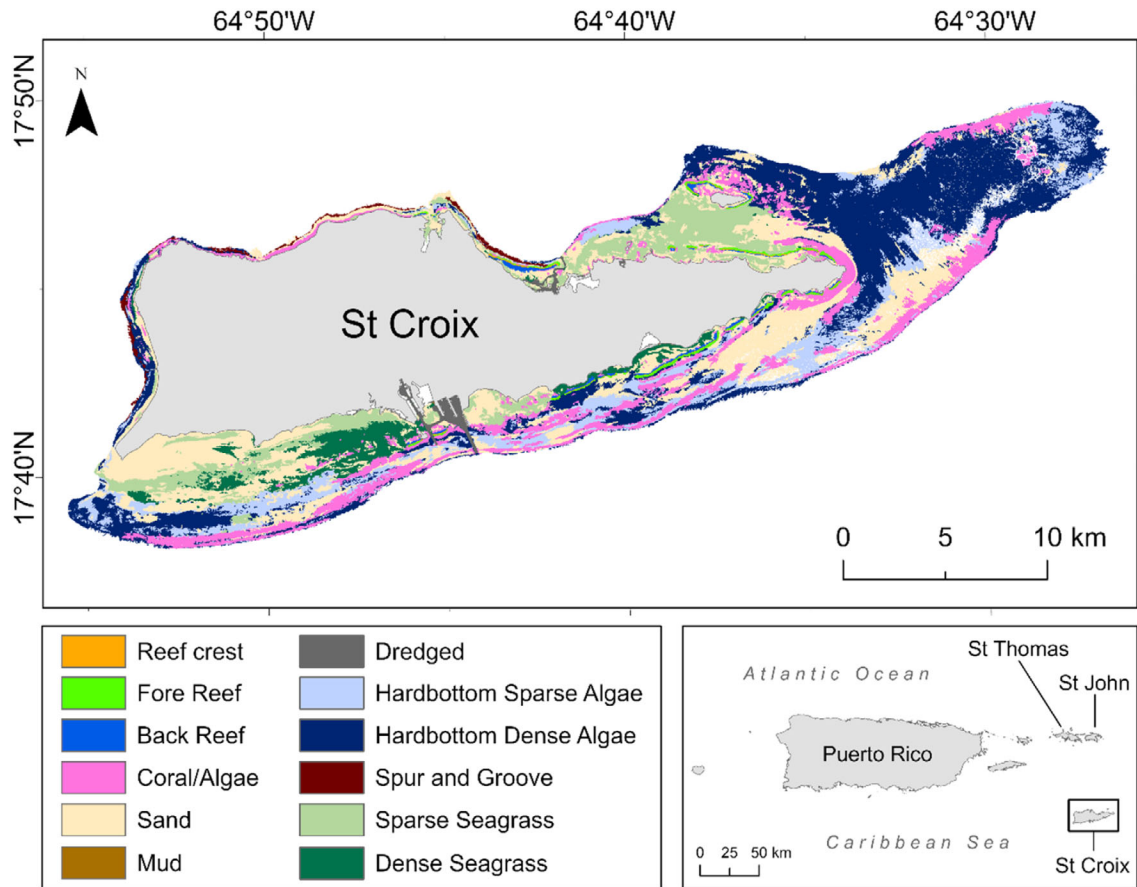 64°50'W
64°40'W
64°30'W
N
17°50'N
17°40'N
St Croix
0 5 10 km
Reef crest
Fore Reef
Back Reef
Coral/Algae
Sand
Mud
Dredged
Hardbottom Sparse Algae
Hardbottom Dense Algae
Spur and Groove
Sparse Seagrass
Dense Seagrass
St Thomas
Atlantic Ocean
St John
Puerto Rico
0 25 50 km
Caribbean Sea
St Croix